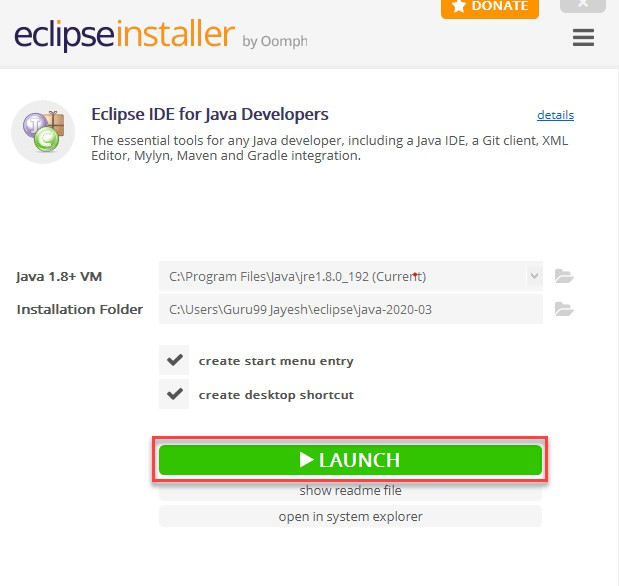 DONATE
eclipseinstaller by Oomph
Eclipse IDE for Java Developers
details
The essential tools for any Java developer, including a Java IDE, a Git client, XML
Editor, Mylyn, Maven and Gradle integration.
Java 1.8+ VM
C:\Program Files\Java\jre1.8.0_192 (Current)
Installation Folder
C:\Users\Guru99 Jayesh\eclipse\java-2020-03
create start menu entry
create desktop shortcut
LAUNCH
show readme file
open in system explorer